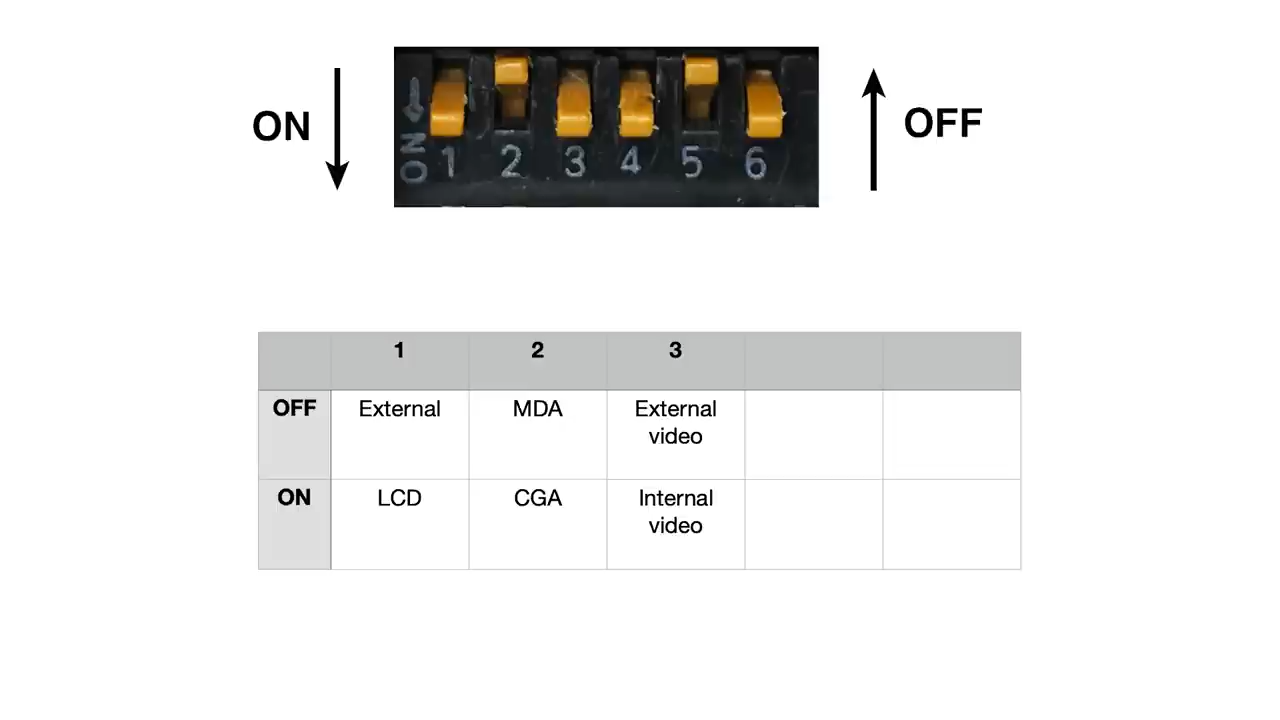 ON
ON
1 2 3 4 5 6
OFF
1 2 3
OFF External MDA External video
ON LCD CGA Internal video